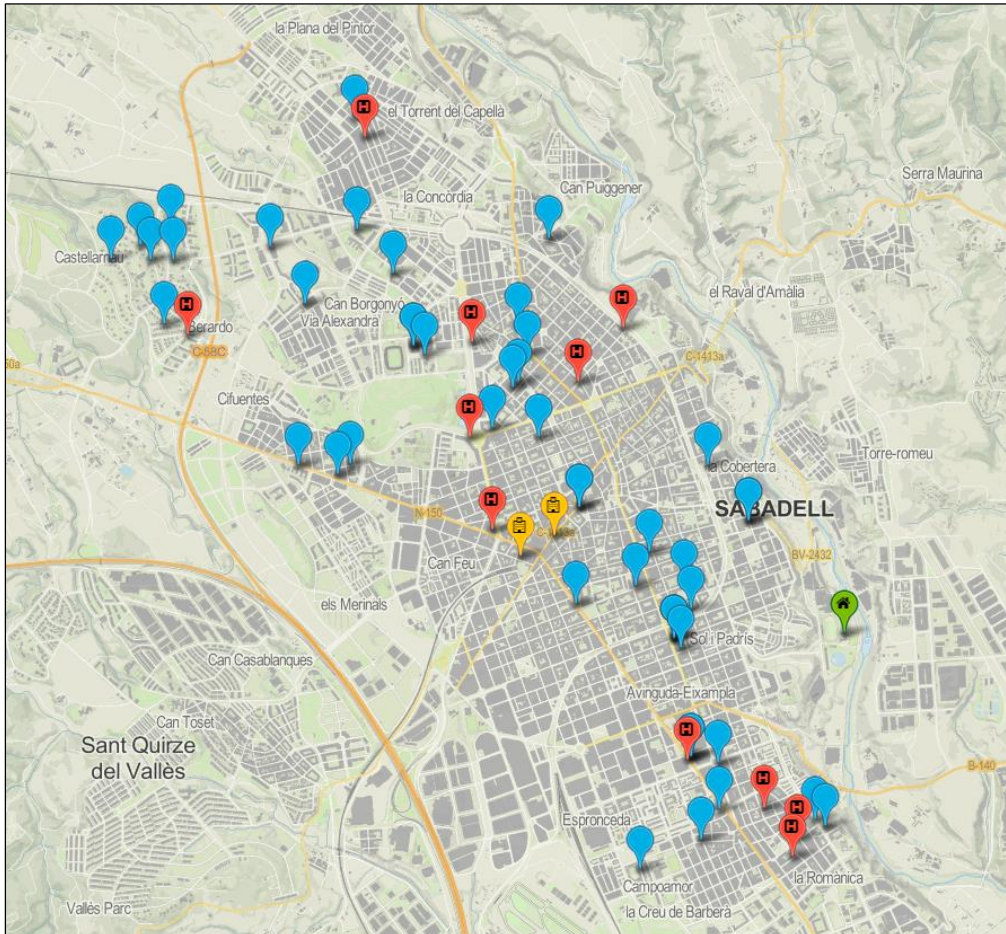 la Plana del Pintor
el Torrent del Capellà
Can Puiggener
Serra Maurina
la Concòrdia
Castellarnau
el Raval d'Amàlia
Can Borgonyó
Via Alexandra
Berardo
C-58C
C-1413a
50a
Cifuentes
Torre-romeu
la Cobertera
SABADELL
N-150
BV-2432
Can Feu
els Merinals
Sol i Padrís
Can Casablanques
Avinguda-Eixampla
Can Toset
Sant Quirze
del Vallès
B-140
Espronceda
Campoamor
la Romànica
Vallès Parc
la Creu de Barberà
H
H
H
H
H
H
H
H
H
H
H